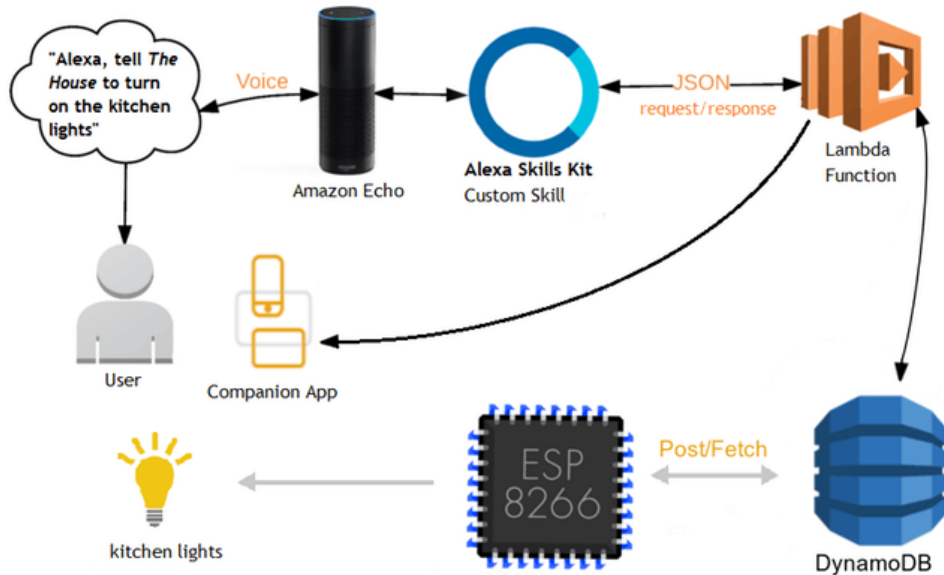 "Alexa, tell The
House to turn
on the kitchen
lights"
Voice
Amazon Echo
Alexa Skills Kit
Custom Skill
JSON
request/response
Lambda
Function
User
Companion App
kitchen lights
ESP
8266
Post/Fetch
DynamoDB